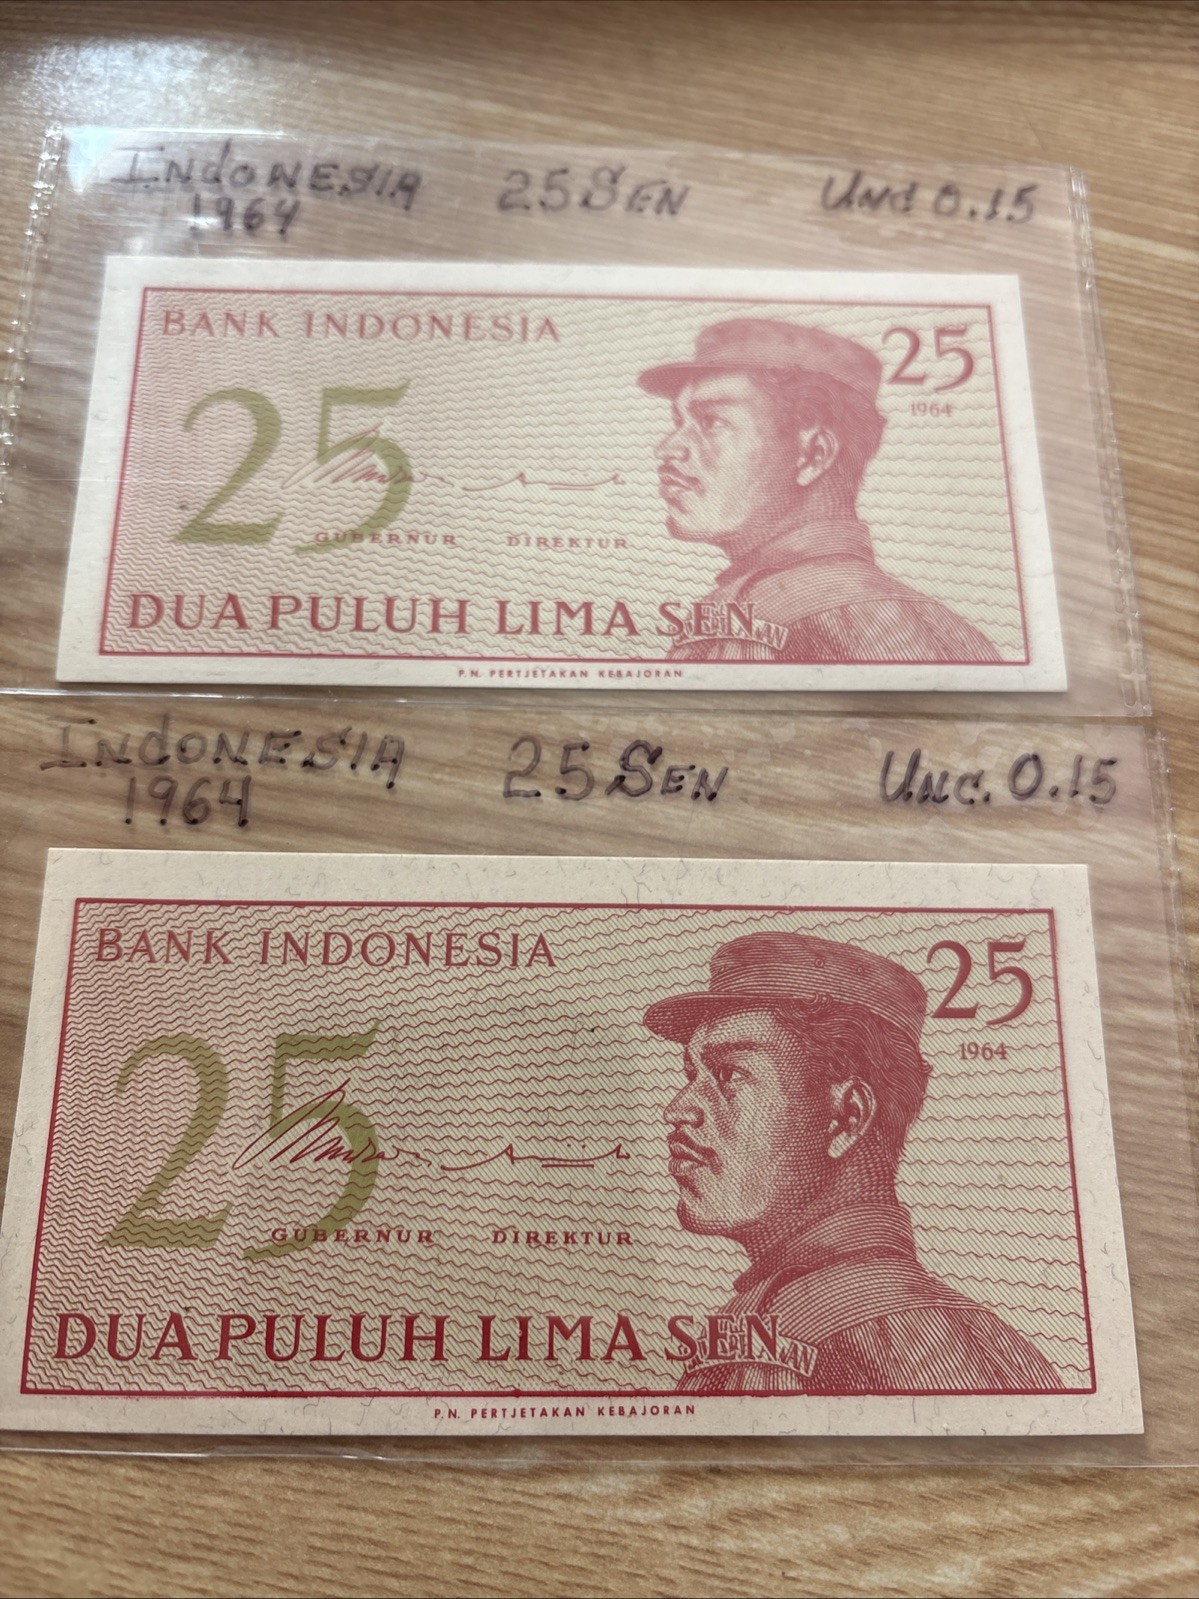 INdONESIA 25 SEN UNC 0.15
1964
BANK INDONESIA 25
1964
25
GUBERNUR DIREKTUR
DUA PULUH LIMA SEN
P.N. PERTJETAKAN KEBAJORAN
INdONESIA 25 SEN UNC. 0.15
1964
BANK INDONESIA 25
1964
25
GUBERNUR DIREKTUR
DUA PULUH LIMA SEN
P.N. PERTJETAKAN KEBAJORAN